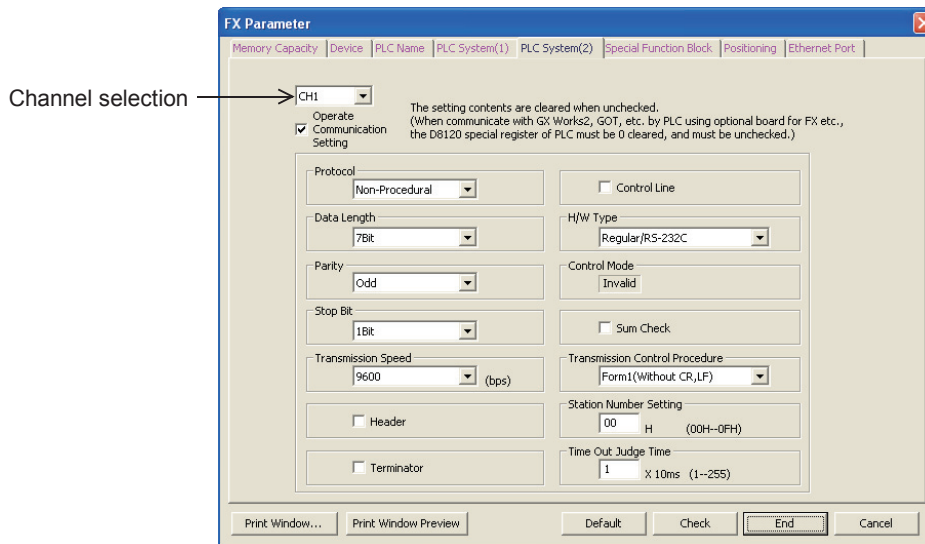 FX Parameter
Memory Capacity Device PLC Name PLC System(1) PLC System(2) Special Function Block Positioning Ethernet Port
Channel selection
CH1
Operate
Communication
Setting
The setting contents are cleared when unchecked.
(When communicate with GX Works2, GOT, etc. by PLC using optional board for FX etc.,
the D8120 special register of PLC must be 0 cleared, and must be unchecked.)
Protocol
Non-Procedural
Control Line
Data Length
7Bit
H/W Type
Regular/RS-232C
Parity
Odd
Control Mode
Invalid
Stop Bit
1Bit
Sum Check
Transmission Speed
9600 (bps)
Transmission Control Procedure
Form1(Without CR,LF)
Header
Station Number Setting
00 H (00H--0FH)
Terminator
Time Out Judge Time
1 X 10ms (1--255)
Print Window... Print Window Preview Default Check End Cancel